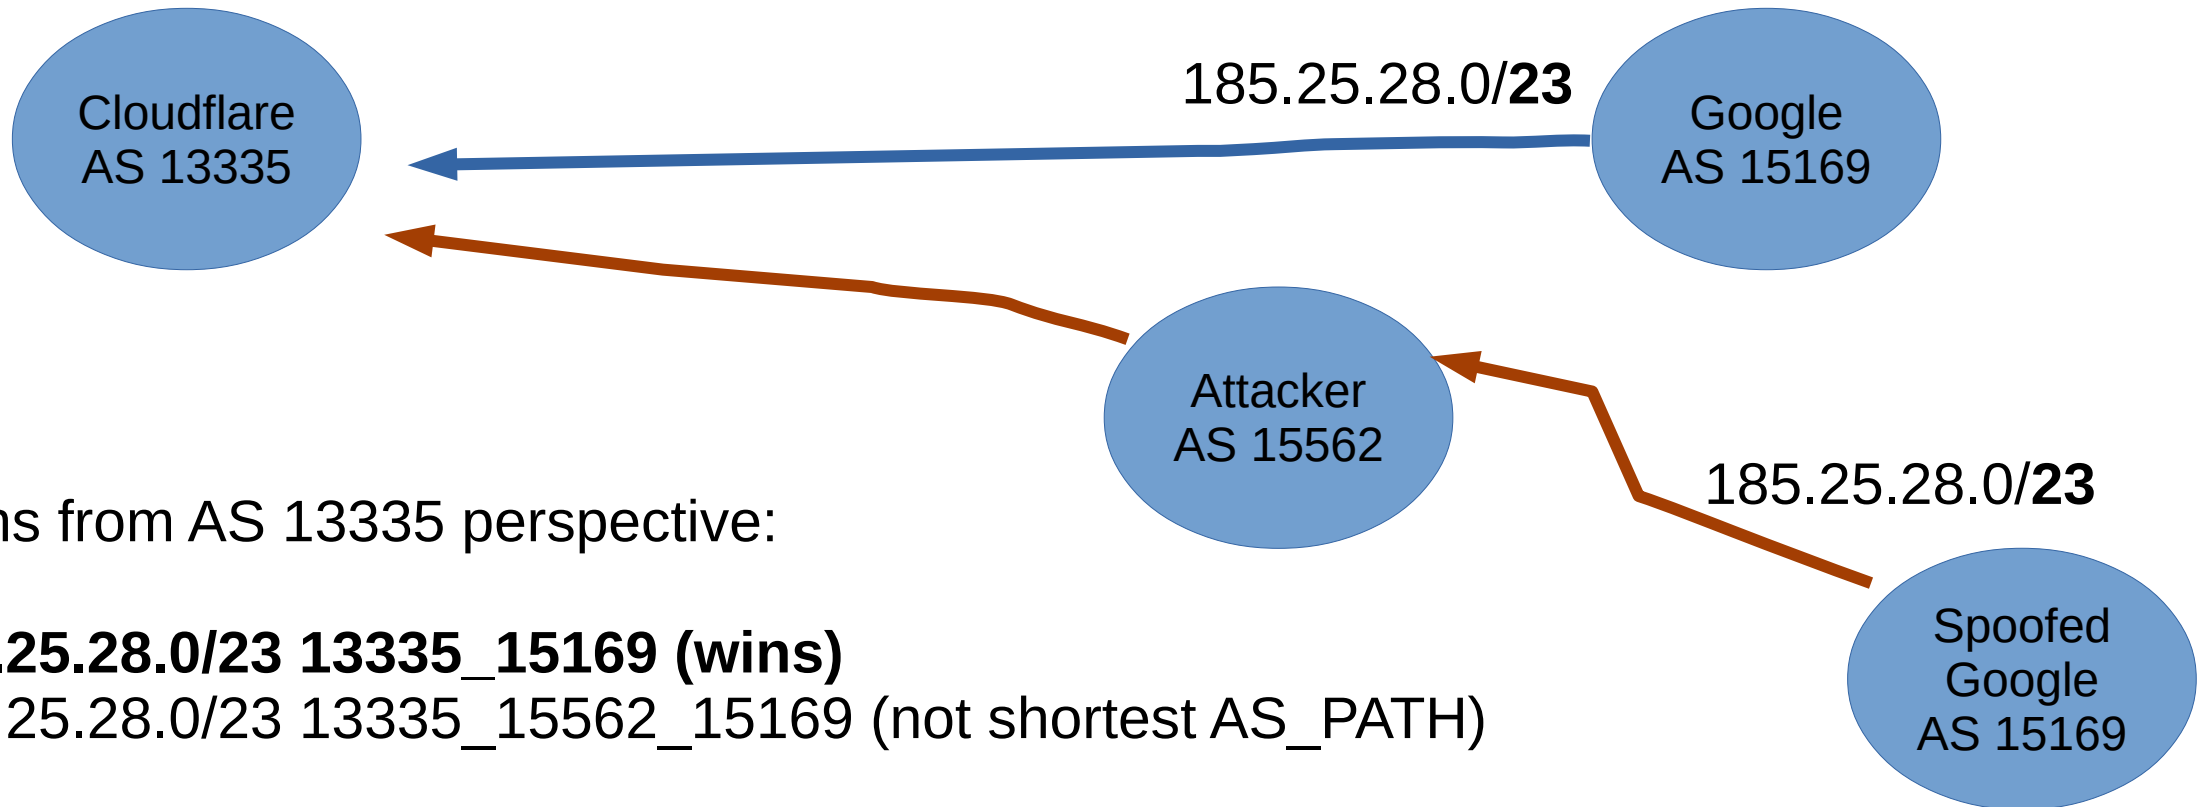 185.25.28.0/23
Cloudflare
AS 13335
Google
AS 15169
Attacker
AS 15562
185.25.28.0/23
from AS 13335 perspective:
.25.28.0/23 13335_15169 (wins)
25.28.0/23 13335_15562_15169 (not shortest AS_PATH)
Spoofed
Google
AS 15169